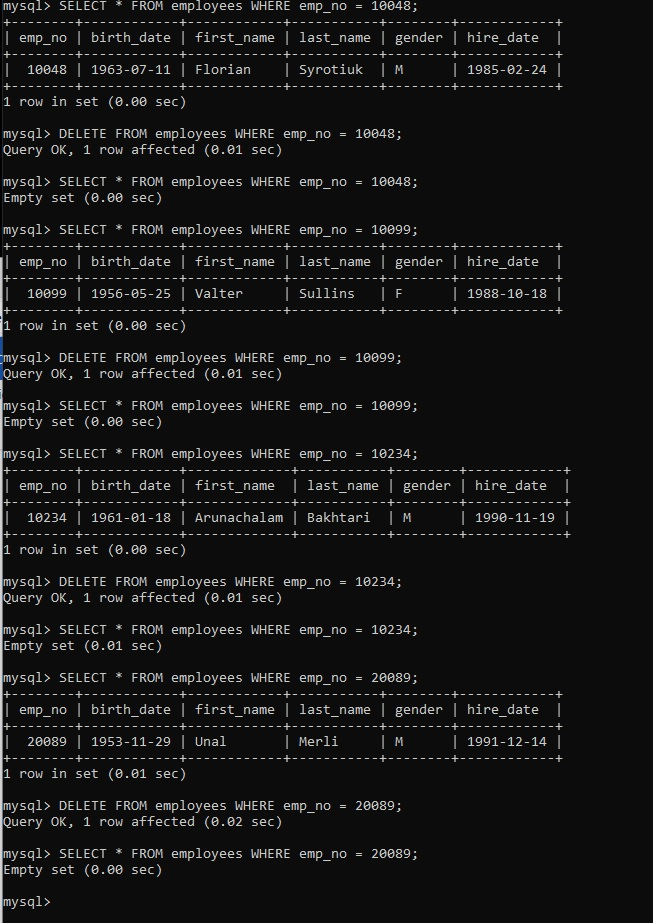 mysql> SELECT * FROM employees WHERE emp_no = 10048;
+--------+------------+------------+-----------+--------+------------+
| emp_no | birth_date | first_name | last_name | gender | hire_date  |
+--------+------------+------------+-----------+--------+------------+
|  10048 | 1963-07-11 | Florian    | Syrotiuk  | M      | 1985-02-24 |
+--------+------------+------------+-----------+--------+------------+
1 row in set (0.00 sec)
mysql> DELETE FROM employees WHERE emp_no = 10048;
Query OK, 1 row affected (0.01 sec)
mysql> SELECT * FROM employees WHERE emp_no = 10048;
Empty set (0.00 sec)
mysql> SELECT * FROM employees WHERE emp_no = 10099;
+--------+------------+------------+-----------+--------+------------+
| emp_no | birth_date | first_name | last_name | gender | hire_date  |
+--------+------------+------------+-----------+--------+------------+
|  10099 | 1956-05-25 | Valter     | Sullins   | F      | 1988-10-18 |
+--------+------------+------------+-----------+--------+------------+
1 row in set (0.00 sec)
mysql> DELETE FROM employees WHERE emp_no = 10099;
Query OK, 1 row affected (0.01 sec)
mysql> SELECT * FROM employees WHERE emp_no = 10099;
Empty set (0.00 sec)
mysql> SELECT * FROM employees WHERE emp_no = 10234;
+--------+------------+-------------+-----------+--------+------------+
| emp_no | birth_date | first_name  | last_name | gender | hire_date  |
+--------+------------+-------------+-----------+--------+------------+
|  10234 | 1961-01-18 | Arunachalam | Bakhtari  | M      | 1990-11-19 |
+--------+------------+-------------+-----------+--------+------------+
1 row in set (0.00 sec)
mysql> DELETE FROM employees WHERE emp_no = 10234;
Query OK, 1 row affected (0.01 sec)
mysql> SELECT * FROM employees WHERE emp_no = 10234;
Empty set (0.01 sec)
mysql> SELECT * FROM employees WHERE emp_no = 20089;
+--------+------------+------------+-----------+--------+------------+
| emp_no | birth_date | first_name | last_name | gender | hire_date  |
+--------+------------+------------+-----------+--------+------------+
|  20089 | 1953-11-29 | Unal       | Merli     | M      | 1991-12-14 |
+--------+------------+------------+-----------+--------+------------+
1 row in set (0.01 sec)
mysql> DELETE FROM employees WHERE emp_no = 20089;
Query OK, 1 row affected (0.02 sec)
mysql> SELECT * FROM employees WHERE emp_no = 20089;
Empty set (0.00 sec)
mysql>